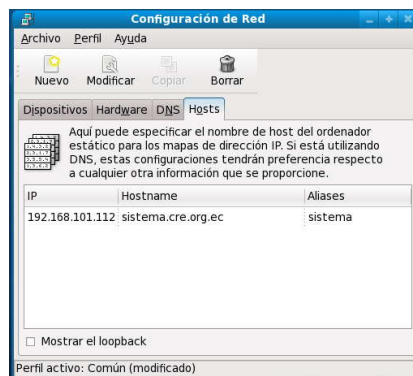 Configuración de Red
Archivo Perfil Ayuda
Nuevo Modificar Copiar Borrar
Dispositivos Hardware DNS Hosts
Aquí puede especificar el nombre de host del ordenador
estático para los mapas de dirección IP. Si está utilizando
DNS, estas configuraciones tendrán preferencia respecto
a cualquier otra información que se proporcione.
IP Hostname Aliases
192.168.101.112 sistema.cre.org.ec sistema
Mostrar el loopback
Perfil activo: Común (modificado)